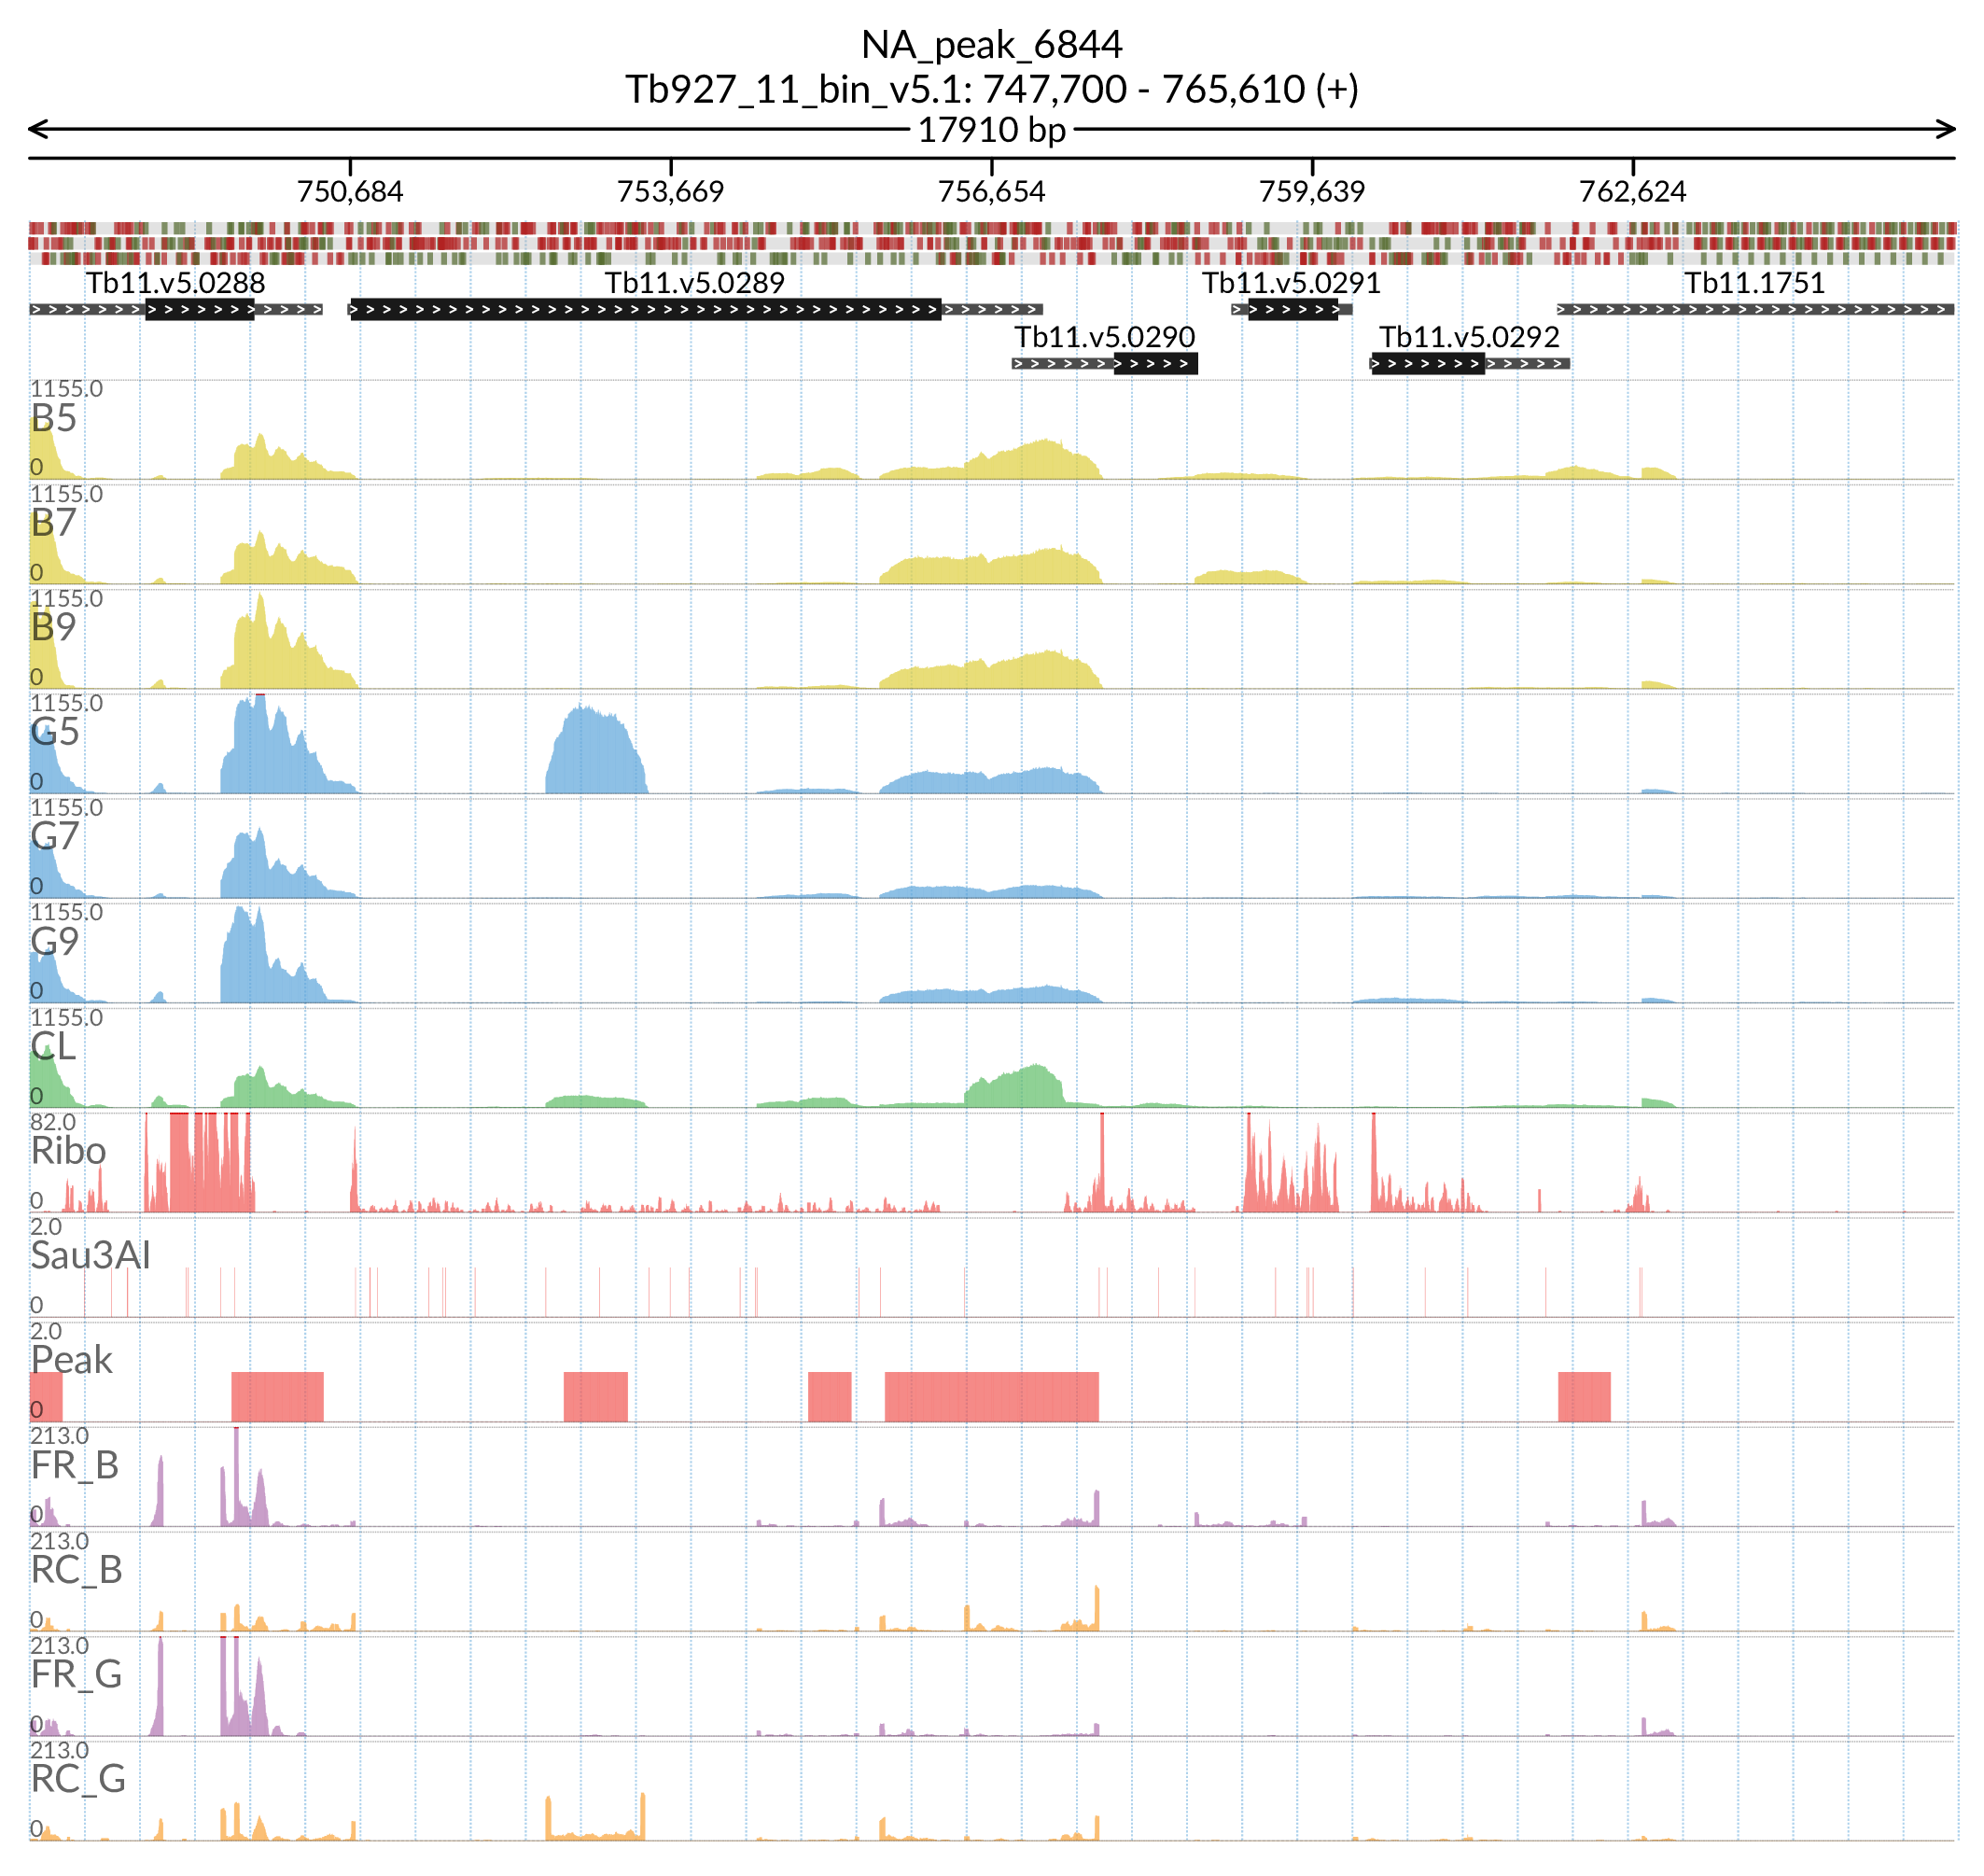 NA_peak_6844
Tb927_11_bin_v5.1: 747,700 - 765,610 (+)
17910 bp
750,684 753,669 756,654 759,639 762,624
Tb11.v5.0288 Tb11.v5.0289 Tb11.v5.0291 Tb11.1751
Tb11.v5.0290 Tb11.v5.0292
1155.0
B5
0
1155.0
B7
0
1155.0
B9
0
1155.0
G5
0
1155.0
G7
0
1155.0
G9
0
1155.0
CL
0
82.0
Ribo
0
2.0
Sau3AI
0
2.0
Peak
0
213.0
FR_B
0
213.0
RC_B
0
213.0
FR_G
0
213.0
RC_G
0